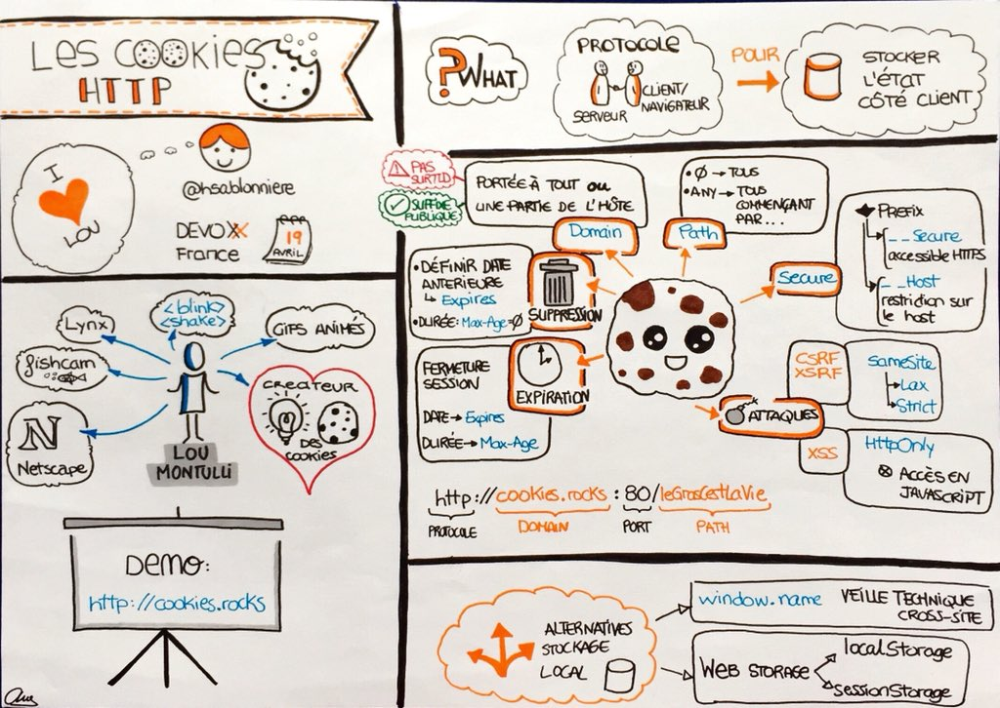 LES COOKIES
HTTP
I
LOU
@hsablonniere
DEVOXX
France
19
AVRIL
Lynx
<blink>
<shake>
GIFS ANIMÉS
fishcam
CREATEUR
DES
COOKIES
N
Netscape
LOU
MONTULLI
DEMO:
http://cookies.rocks
? WHAT
PROTOCOLE
CLIENT/
NAVIGATEUR
SERVEUR
POUR
STOCKER
L'ÉTAT
CÔTÉ CLIENT
PAS
SUR TLD
SUFFIXE
PUBLIQUE
PORTÉE À TOUT OU
UNE PARTIE DE L'HÔTE
Domain
• Ø → TOUS
• ANY → TOUS
COMMENÇANT
PAR...
Path
PREFIX
__Secure
accessible HTTPS
__Host
restriction sur
le host
Secure
• DÉFINIR DATE
ANTERIEURE
↳ Expires
• DURÉE: Max-Age=Ø
SUPPRESSION
FERMETURE
SESSION
DATE → Expires
DURÉE → Max-Age
EXPIRATION
CSRF
XSRF
SameSite
Lax
Strict
ATTAQUES
XSS
HttpOnly
⊗ ACCÈS EN
JAVASCRIPT
http://cookies.rocks:80/leGrasCestLaVie
PROTOCOLE
DOMAIN
PORT
PATH
ALTERNATIVES
STOCKAGE
LOCAL
window.name VEILLE TECHNIQUE
CROSS-SITE
WEB STORAGE
localStorage
sessionStorage